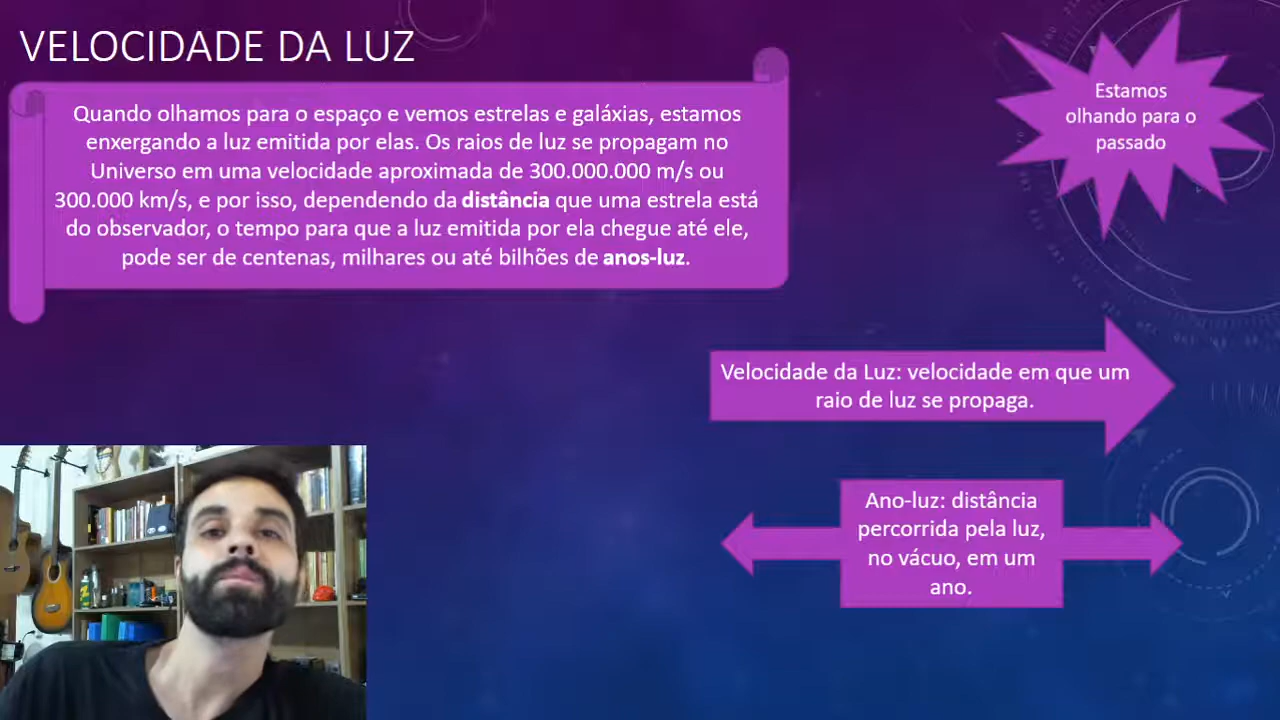 VELOCIDADE DA LUZ
Quando olhamos para o espaço e vemos estrelas e galáxias, estamos
enxergando a luz emitida por elas. Os raios de luz se propagam no
Universo em uma velocidade aproximada de 300.000.000 m/s ou
300.000 km/s, e por isso, dependendo da distância que uma estrela está
do observador, o tempo para que a luz emitida por ela chegue até ele,
pode ser de centenas, milhares ou até bilhões de anos-luz.
Estamos
olhando para o
passado
Velocidade da Luz: velocidade em que um
raio de luz se propaga.
Ano-luz: distância
percorrida pela luz,
no vácuo, em um
ano.